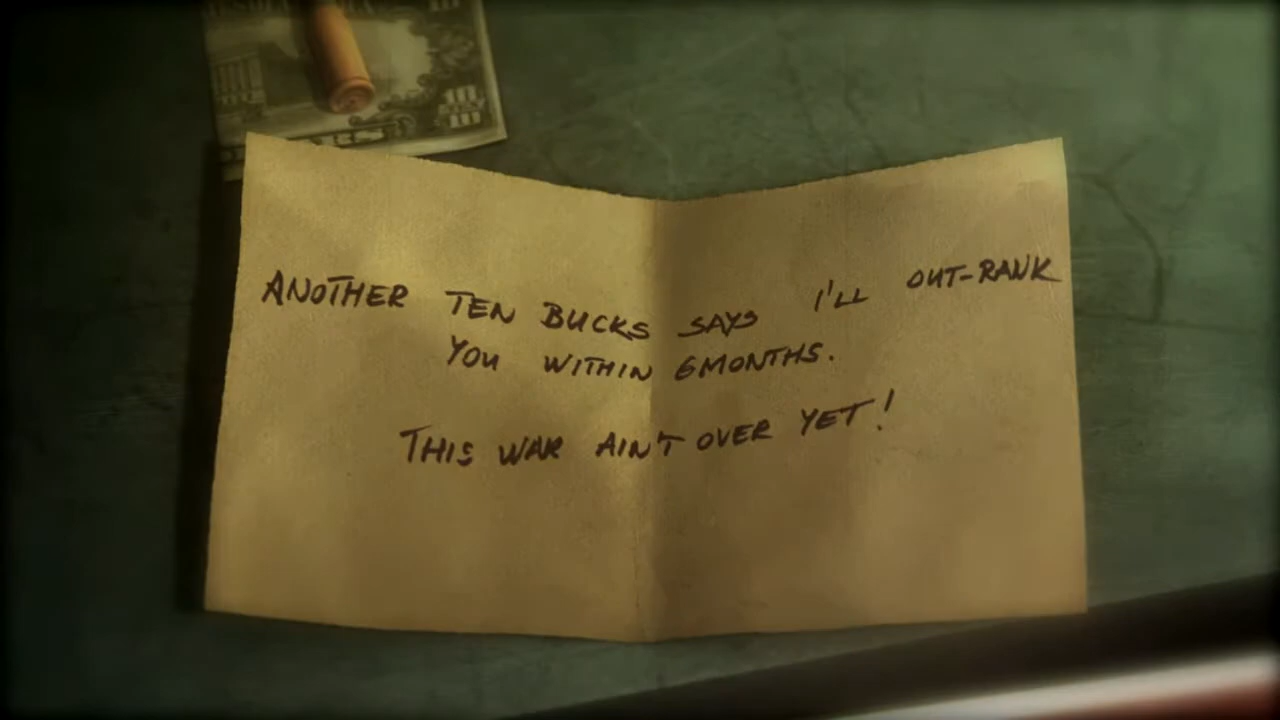 ANOTHER TEN BUCKS SAYS I'LL OUT-RANK
YOU WITHIN 6MONTHS.
THIS WAR AIN'T OVER YET!